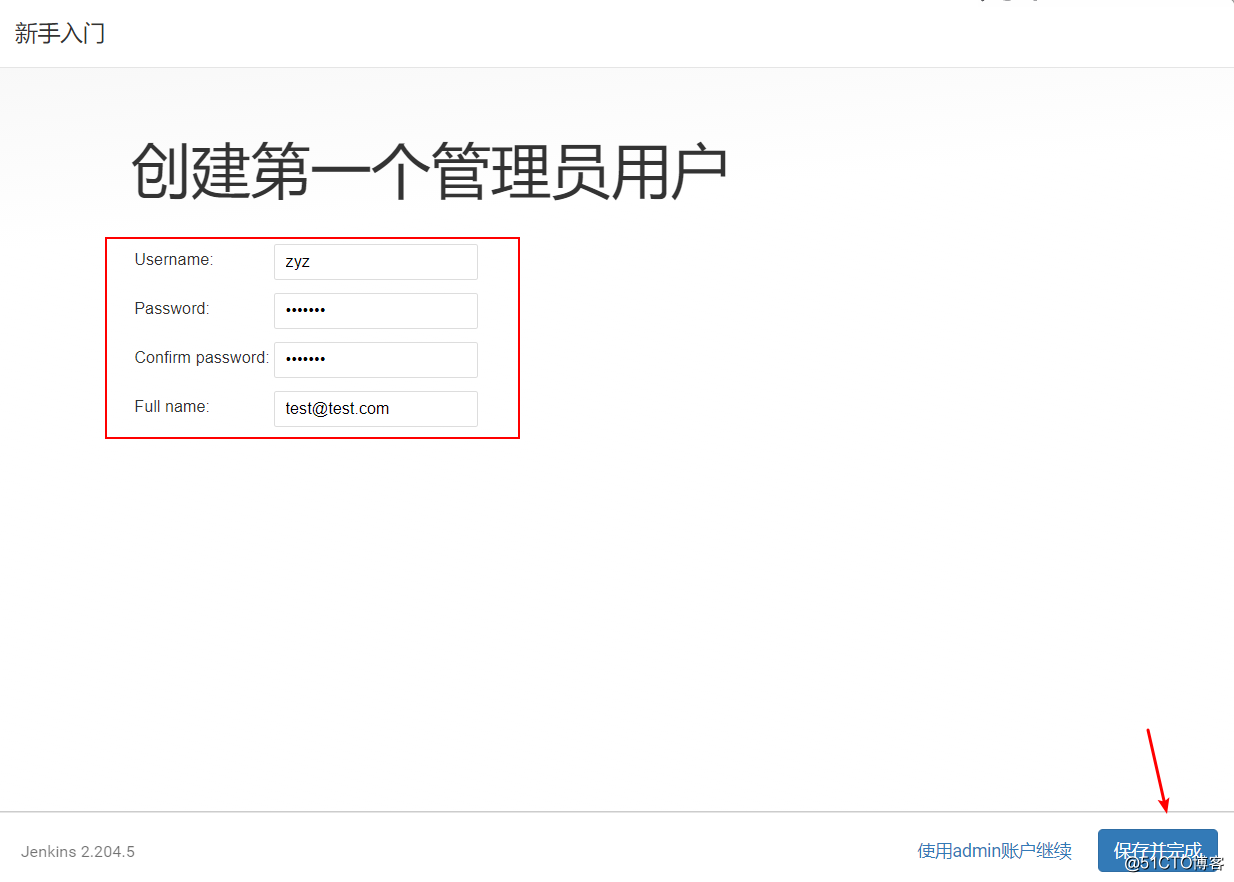 新手入门
创建第一个管理员用户
Username:
zyz
Password:
•••••••
Confirm password:
•••••••
Full name:
test@test.com
Jenkins 2.204.5
使用admin账户继续
保存并完成
@51CTO博客